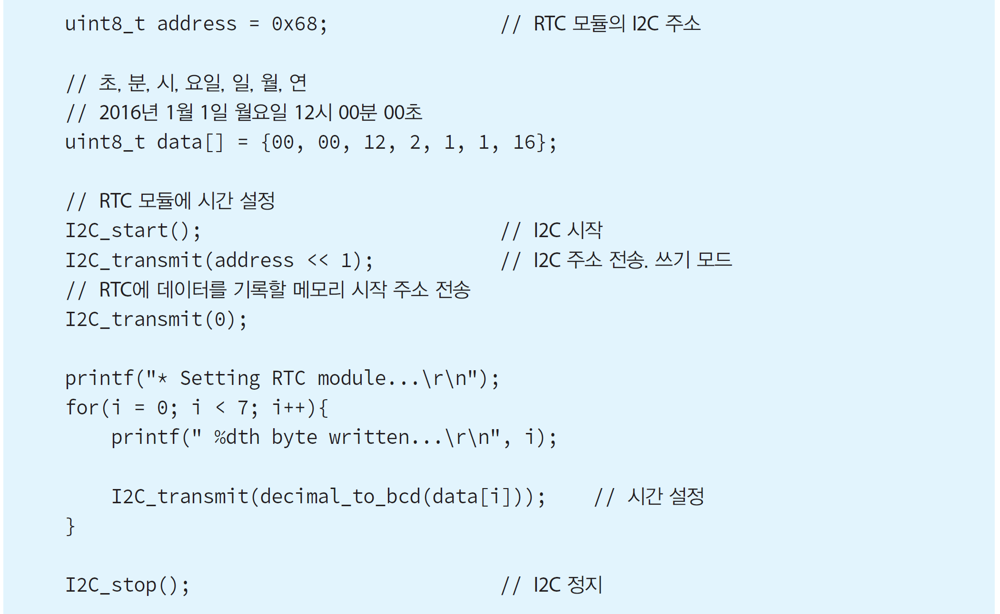 uint8_t address = 0x68; // RTC 모듈의 I2C 주소
// 초, 분, 시, 요일, 일, 월, 연
// 2016년 1월 1일 월요일 12시 00분 00초
uint8_t data[] = {00, 00, 12, 2, 1, 1, 16};
// RTC 모듈에 시간 설정
I2C_start(); // I2C 시작
I2C_transmit(address << 1); // I2C 주소 전송. 쓰기 모드
// RTC에 데이터를 기록할 메모리 시작 주소 전송
I2C_transmit(0);
printf("* Setting RTC module...\r\n");
for(i = 0; i < 7; i++){
printf(" %dth byte written...\r\n", i);
I2C_transmit(decimal_to_bcd(data[i])); // 시간 설정
}
I2C_stop(); // I2C 정지